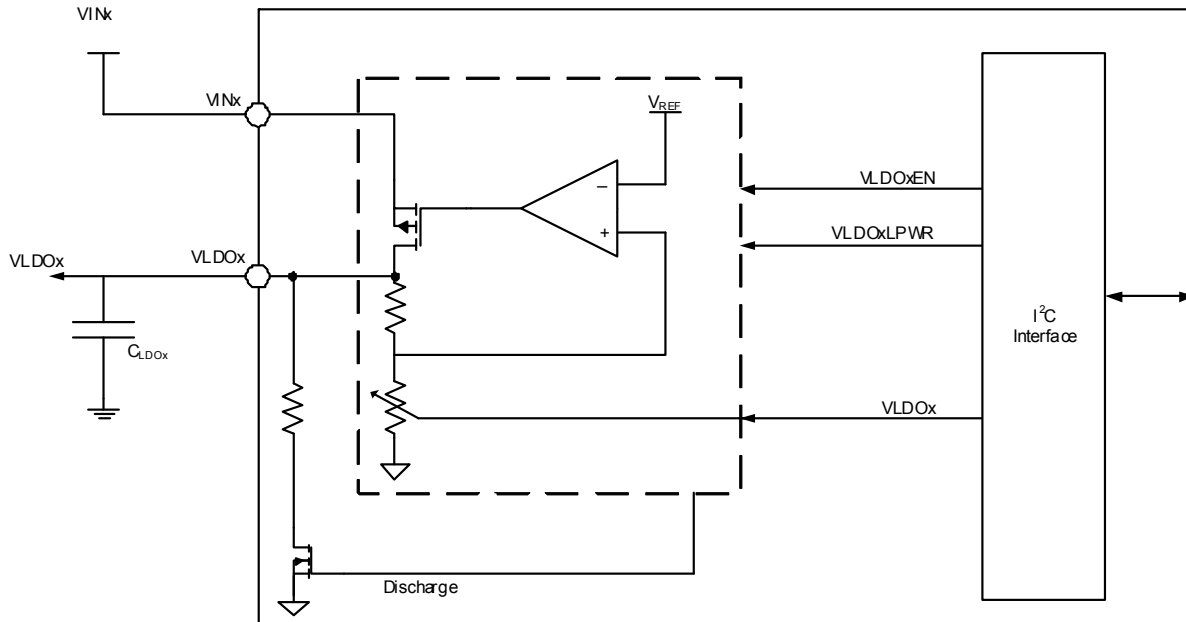 VINx
VINx
VREF
−
+
VLDOxEN
VLDOxLPWR
VLDOx
VLDOx
CLDOx
I²C
Interface
VLDOx
Discharge